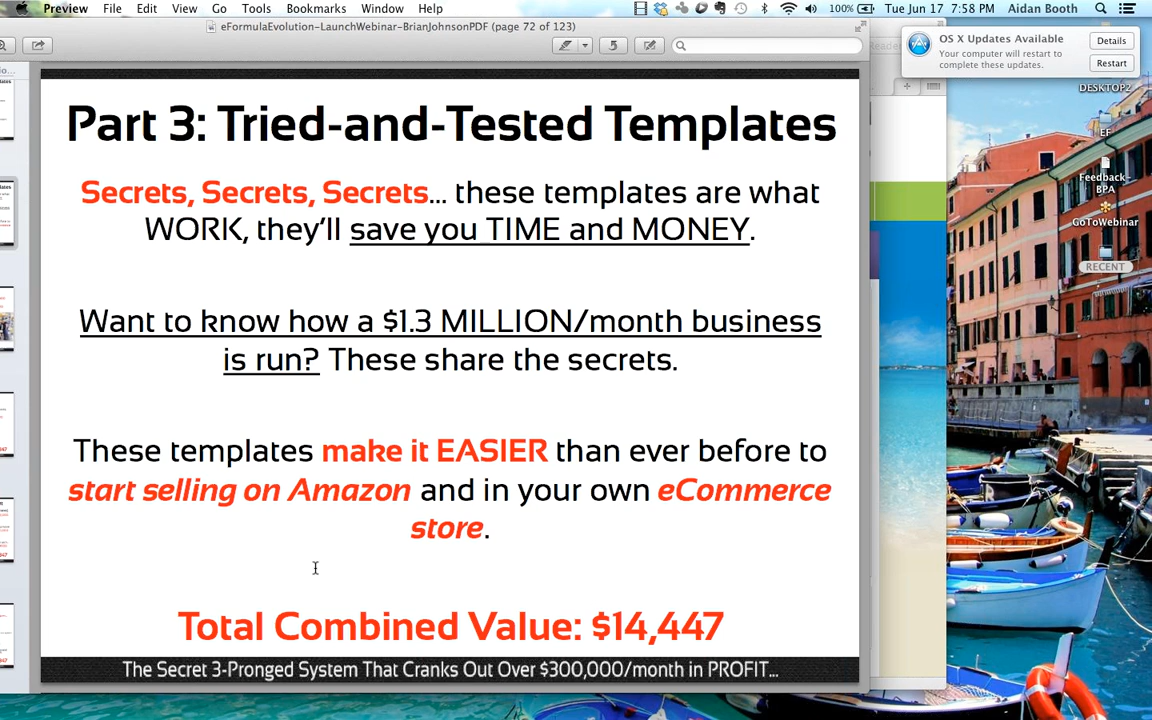 Preview File Edit View Go Tools Bookmarks Window Help 100% Tue Jun 17 7:58 PM Aidan Booth
eFormulaEvolution-LaunchWebinar-BrianJohnsonPDF (page 72 of 123)
OS X Updates Available
Your computer will restart to complete these updates.
Details
Restart
DESKTOP2
EF
Feedback-
BPA
GoToWebinar
RECENT
Part 3: Tried-and-Tested Templates
Secrets, Secrets, Secrets... these templates are what
WORK, they'll save you TIME and MONEY.
Want to know how a $1.3 MILLION/month business
is run? These share the secrets.
These templates make it EASIER than ever before to
start selling on Amazon and in your own eCommerce
store.
Total Combined Value: $14,447
The Secret 3-Pronged System That Cranks Out Over $300,000/month in PROFIT...